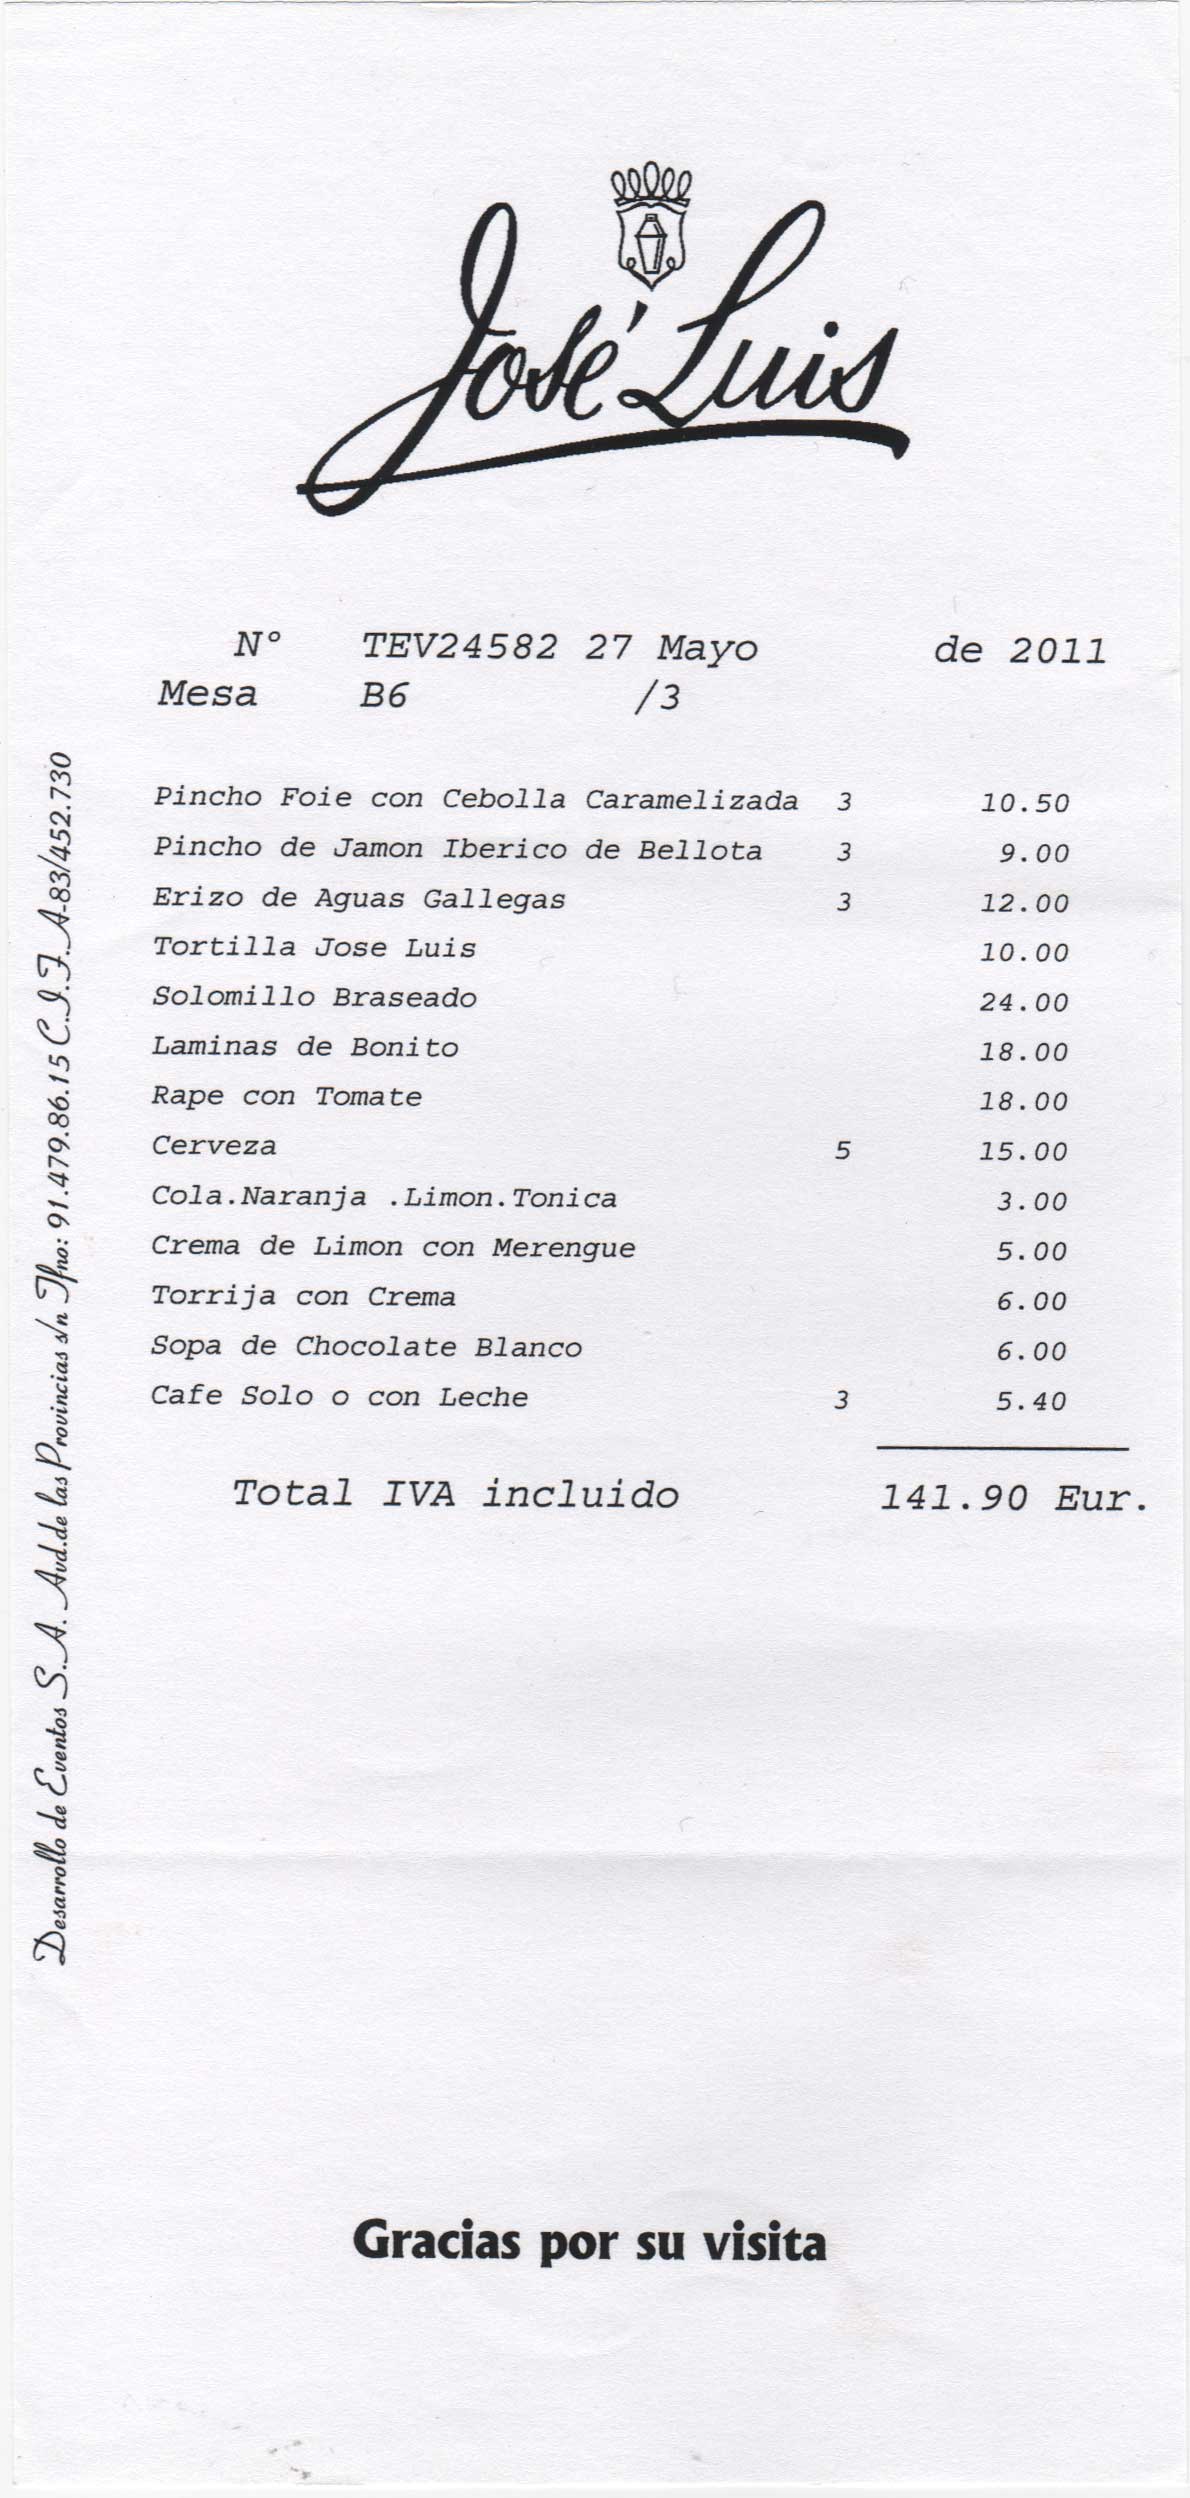 José Luis
Nº TEV24582 27 Mayo de 2011
Mesa B6 /3
Pincho Foie con Cebolla Caramelizada 3 10.50
Pincho de Jamon Iberico de Bellota 3 9.00
Erizo de Aguas Gallegas 3 12.00
Tortilla Jose Luis 10.00
Solomillo Braseado 24.00
Laminas de Bonito 18.00
Rape con Tomate 18.00
Cerveza 5 15.00
Cola.Naranja .Limon.Tonica 3.00
Crema de Limon con Merengue 5.00
Torrija con Crema 6.00
Sopa de Chocolate Blanco 6.00
Cafe Solo o con Leche 3 5.40
Total IVA incluido 141.90 Eur.
Desarrollo de Eventos S.A. Avd.de las Provincias s/n Tfno: 91.479.86.15 C.I.F.A-83/452.730
Gracias por su visita